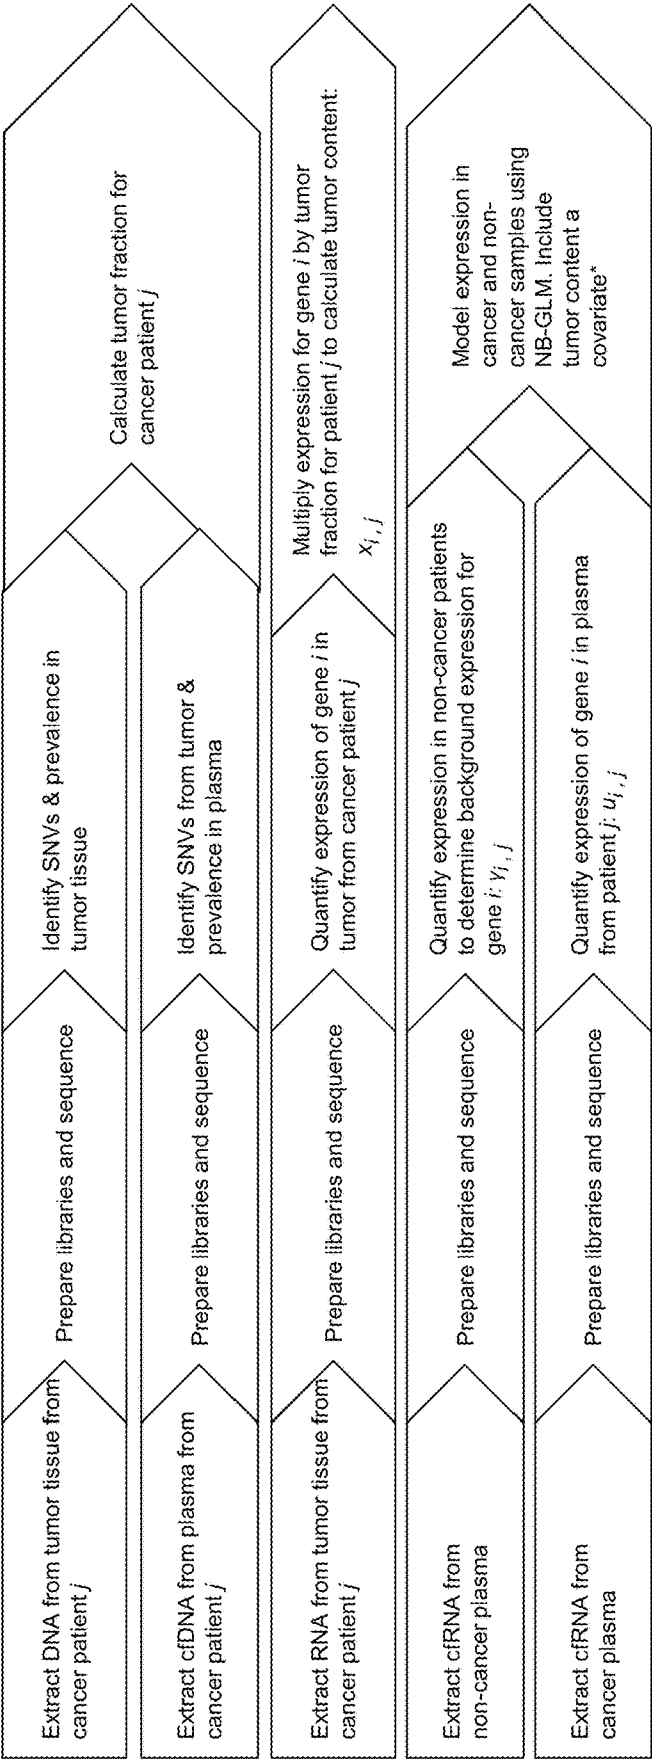 Extract DNA from tumor tissue from
cancer patient j
Prepare libraries and sequence
Identify SNVs & prevalence in
tumor tissue
Calculate tumor fraction for
cancer patient j
Extract cfDNA from plasma from
cancer patient j
Prepare libraries and sequence
Identify SNVs from tumor &
prevalence in plasma
Extract RNA from tumor tissue from
cancer patient j
Prepare libraries and sequence
Quantify expression of gene i in
tumor from cancer patient j
Multiply expression for gene i by tumor
fraction for patient j to calculate tumor content:
x i , j
Extract cfRNA from
non-cancer plasma
Prepare libraries and sequence
Quantify expression in non-cancer patients
to determine background expression for
gene i: γ i , j
Model expression in
cancer and non-
cancer samples using
NB-GLM. Include
tumor content a
covariate*
Extract cfRNA from
cancer plasma
Prepare libraries and sequence
Quantify expression of gene i in plasma
from patient j: u i , j